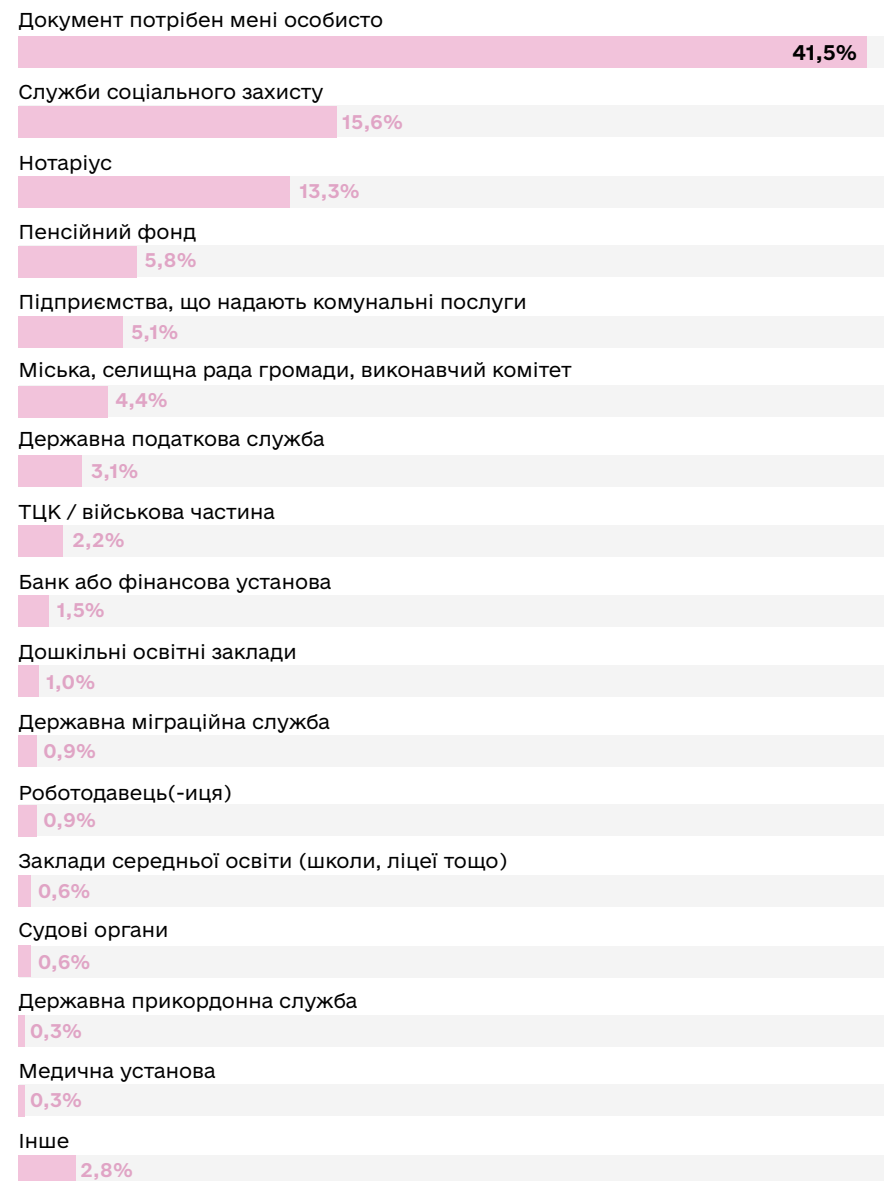 Документ потрібен мені особисто
41,5%
Служби соціального захисту
15,6%
Нотаріус
13,3%
Пенсійний фонд
5,8%
Підприємства, що надають комунальні послуги
5,1%
Міська, селищна рада громади, виконавчий комітет
4,4%
Державна податкова служба
3,1%
ТЦК / військова частина
2,2%
Банк або фінансова установа
1,5%
Дошкільні освітні заклади
1,0%
Державна міграційна служба
0,9%
Роботодавець(-иця)
0,9%
Заклади середньої освіти (школи, ліцеї тощо)
0,6%
Судові органи
0,6%
Державна прикордонна служба
0,3%
Медична установа
0,3%
Інше
2,8%